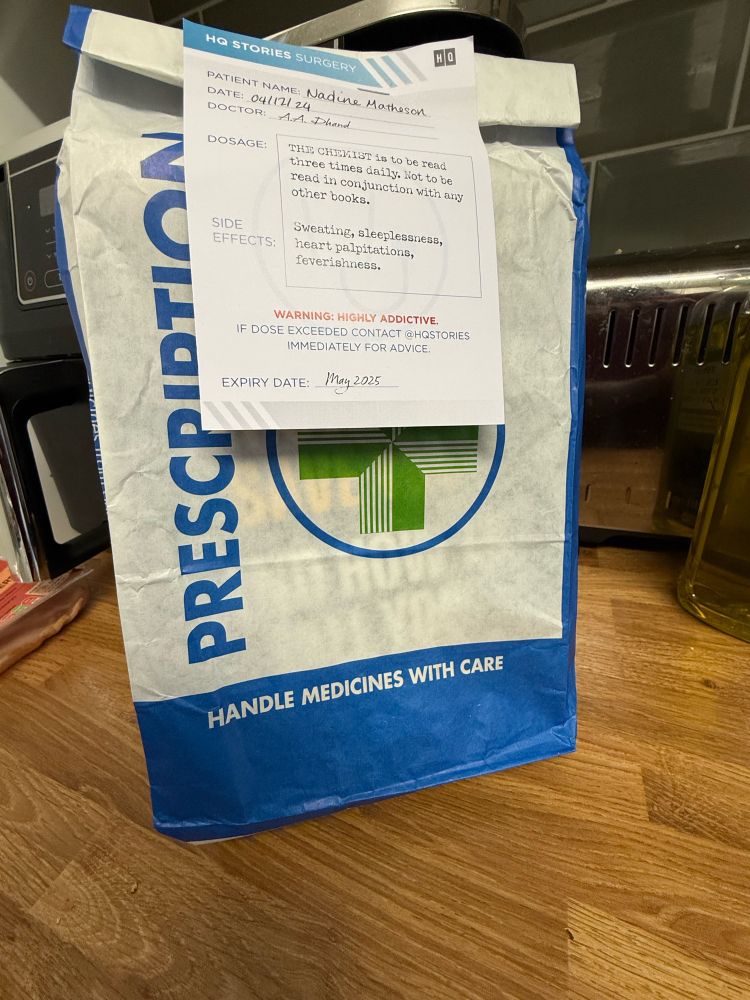 HQ STORIES SURGERY
HQ
PATIENT NAME: Nadine Matheson
DATE: 04/12/24
DOCTOR: A.A. Dhand
DOSAGE:
THE CHEMIST is to be read
three times daily. Not to be
read in conjunction with any
other books.
SIDE
EFFECTS:
Sweating, sleeplessness,
heart palpitations,
feverishness.
WARNING: HIGHLY ADDICTIVE.
IF DOSE EXCEEDED CONTACT @HQSTORIES
IMMEDIATELY FOR ADVICE.
EXPIRY DATE: May 2025
PRESCRIPTION
HANDLE MEDICINES WITH CARE